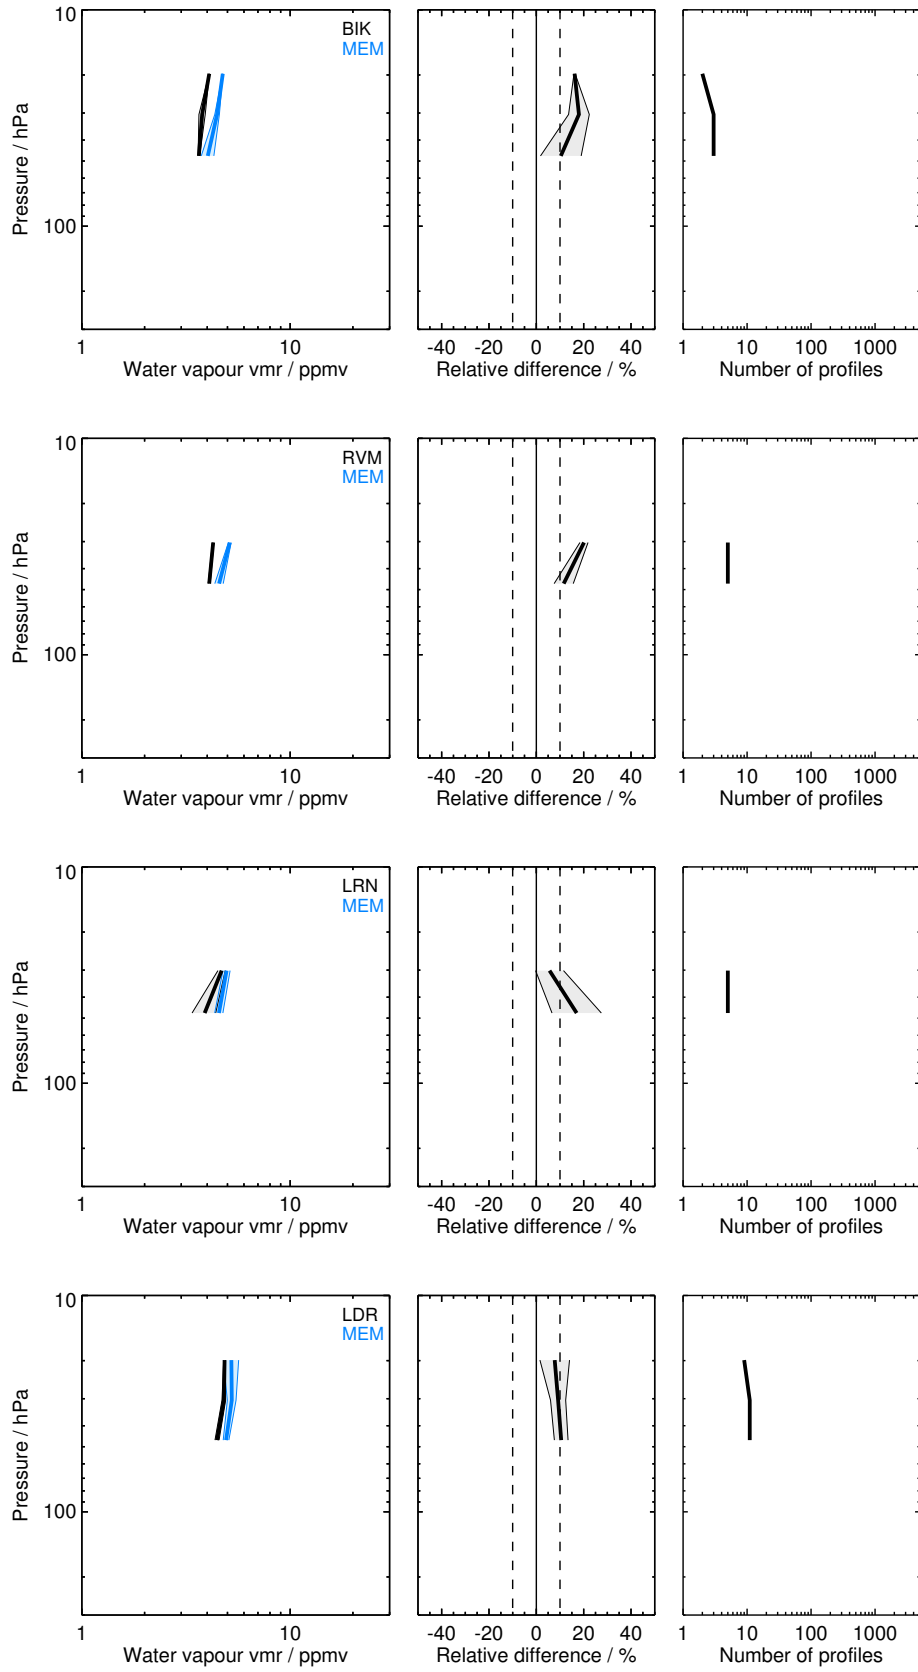 10
BIK
MEM
Pressure / hPa
100
1 10
-40 -20 0 20 40
1 10 100 1000
Water vapour vmr / ppmv
Relative difference / %
Number of profiles
10
RVM
MEM
Pressure / hPa
100
1 10
-40 -20 0 20 40
1 10 100 1000
Water vapour vmr / ppmv
Relative difference / %
Number of profiles
10
LRN
MEM
Pressure / hPa
100
1 10
-40 -20 0 20 40
1 10 100 1000
Water vapour vmr / ppmv
Relative difference / %
Number of profiles
10
LDR
MEM
Pressure / hPa
100
1 10
-40 -20 0 20 40
1 10 100 1000
Water vapour vmr / ppmv
Relative difference / %
Number of profiles